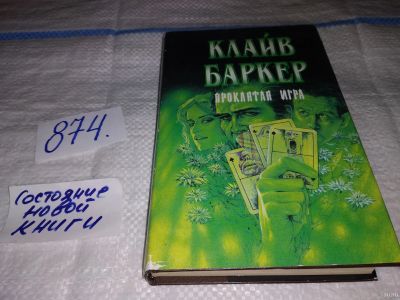 КЛАЙВ
БАРКЕР
ПРОКЛЯТАЯ ИГРА
874.
Состояние
новой
книги